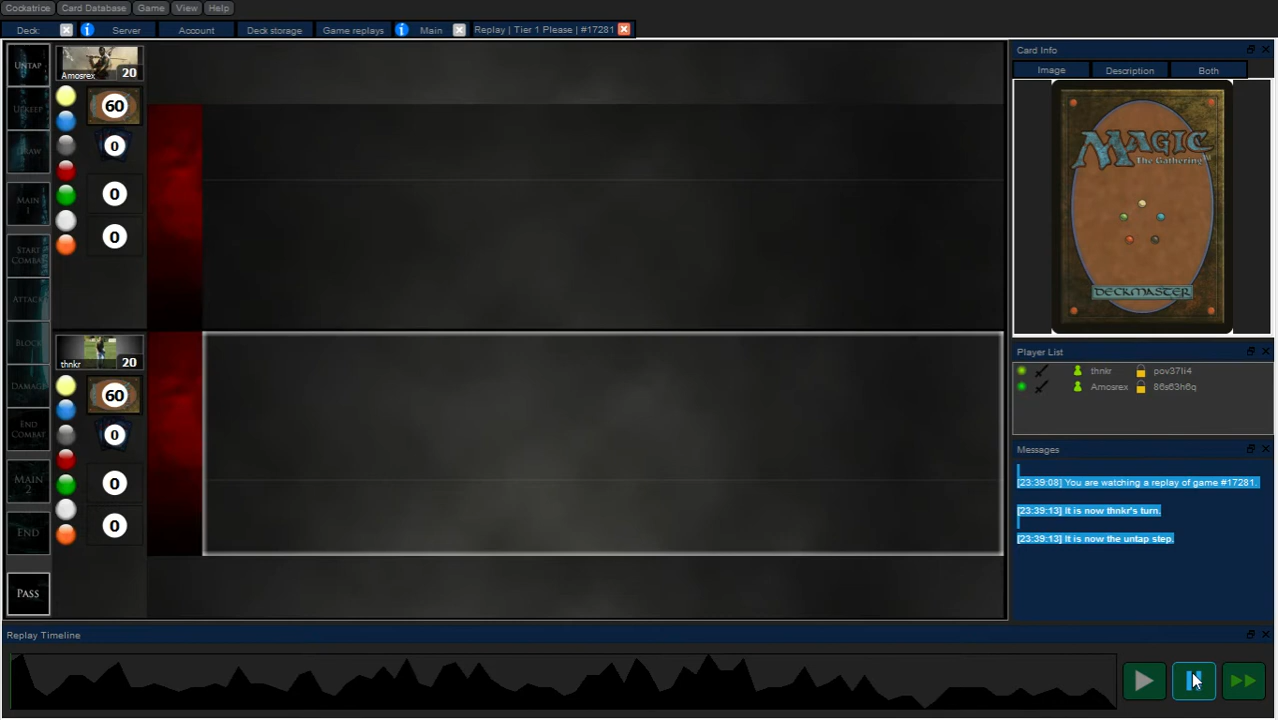 Cockatrice Card Database Game View Help
Deck: Server Account Deck storage Game replays Main Replay | Tier 1 Please | #17281
UNTAP
UPKEEP
DRAW
MAIN
1
START
COMBAT
ATTACK
BLOCK
DAMAGE
END
COMBAT
MAIN
2
END
PASS
Amosrex 20
60
0
0
0
thnkr 20
60
0
0
0
Card Info
Image Description Both
MAGIC
The Gathering
DECKMASTER
Player List
thnkr pov37li4
Amosrex 86s63h6q
Messages
[23:39:08] You are watching a replay of game #17281.
[23:39:13] It is now thnkr's turn.
[23:39:13] It is now the untap step.
Replay Timeline